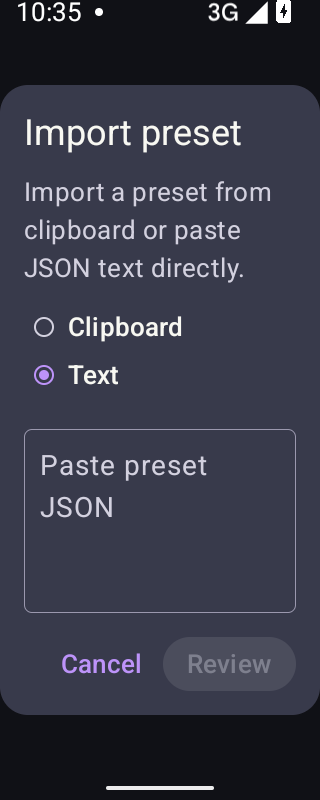 10:35
3G
Import preset
Import a preset from
clipboard or paste
JSON text directly.
Clipboard
Text
Paste preset
JSON
Cancel
Review